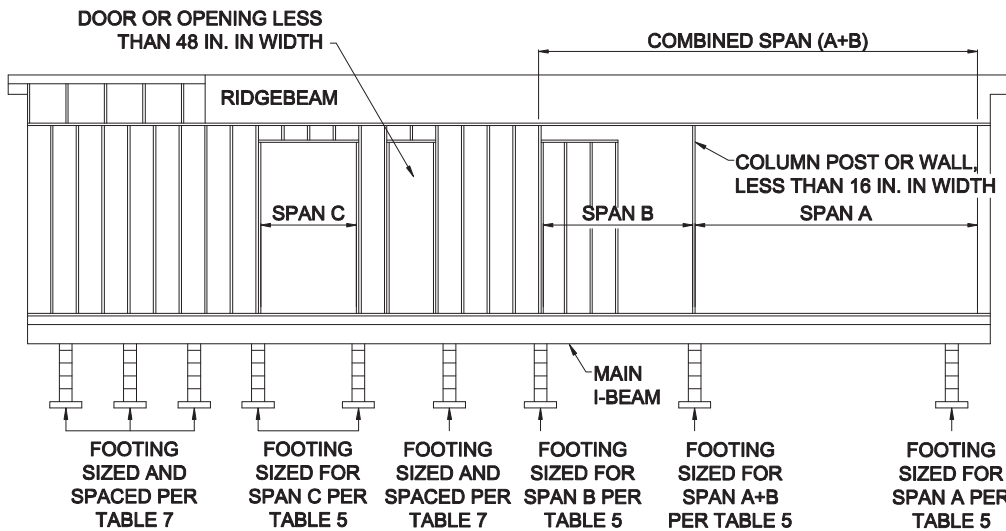 DOOR OR OPENING LESS
THAN 48 IN. IN WIDTH
COMBINED SPAN (A+B)
RIDGEBEAM
COLUMN POST OR WALL,
LESS THAN 16 IN. IN WIDTH
SPAN C
SPAN B
SPAN A
MAIN
I-BEAM
FOOTING
SIZED AND
SPACED PER
TABLE 7
FOOTING
SIZED FOR
SPAN C PER
TABLE 5
FOOTING
SIZED AND
SPACED PER
TABLE 7
FOOTING
SIZED FOR
SPAN B PER
TABLE 5
FOOTING
SIZED FOR
SPAN A+B
PER TABLE 5
FOOTING
SIZED FOR
SPAN A PER
TABLE 5